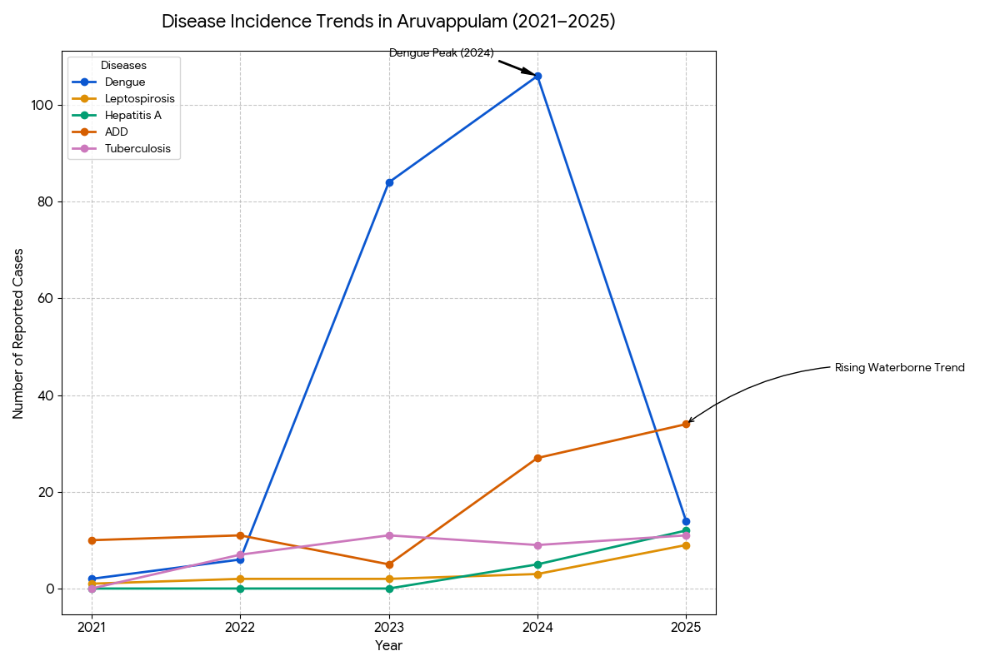 Disease Incidence Trends in Aruvappulam (2021–2025)
Dengue Peak (2024)
Diseases
Dengue
Leptospirosis
Hepatitis A
ADD
Tuberculosis
100
80
60
40
20
0
Number of Reported Cases
Rising Waterborne Trend
2021
2022
2023
2024
2025
Year